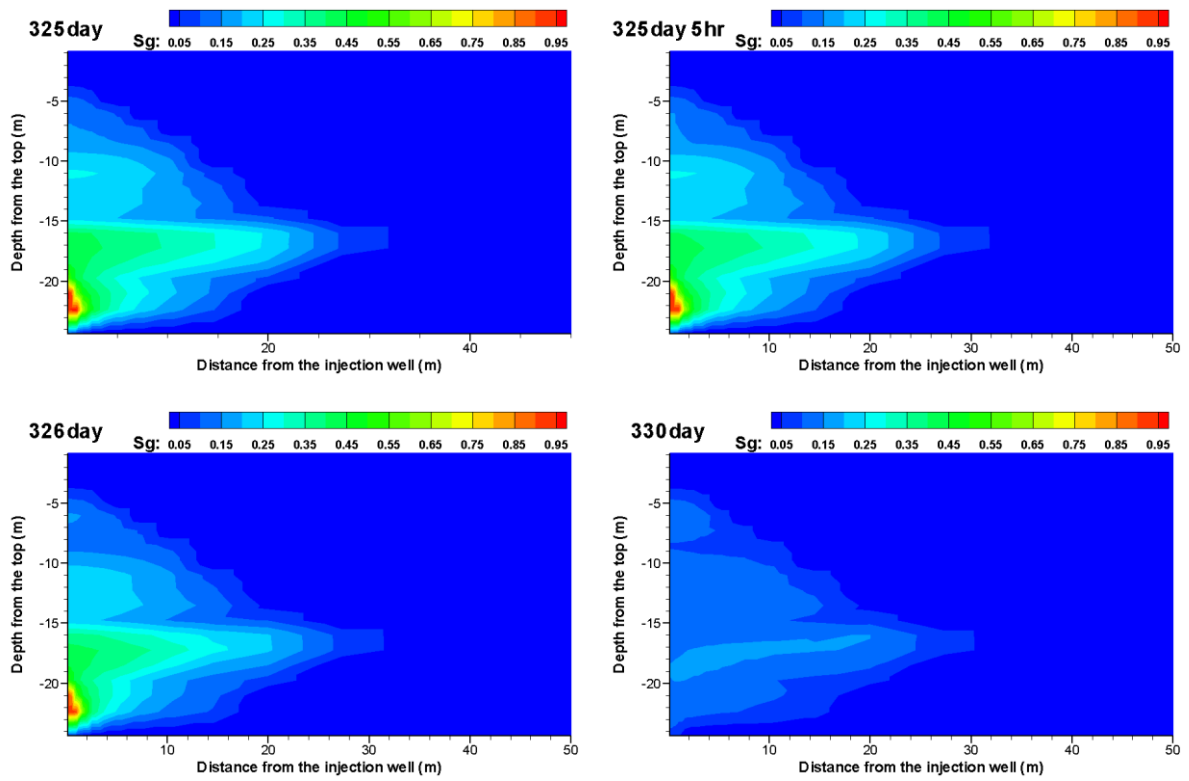 325day
Sg: 0.05 0.15 0.25 0.35 0.45 0.55 0.65 0.75 0.85 0.95
Depth from the top (m)
-5
-10
-15
-20
20 40
Distance from the injection well (m)
325day 5hr
Sg: 0.05 0.15 0.25 0.35 0.45 0.55 0.65 0.75 0.85 0.95
Depth from the top (m)
-5
-10
-15
-20
10 20 30 40 50
Distance from the injection well (m)
326day
Sg: 0.05 0.15 0.25 0.35 0.45 0.55 0.65 0.75 0.85 0.95
Depth from the top (m)
-5
-10
-15
-20
10 20 30 40 50
Distance from the injection well (m)
330day
Sg: 0.05 0.15 0.25 0.35 0.45 0.55 0.65 0.75 0.85 0.95
Depth from the top (m)
-5
-10
-15
-20
10 20 30 40 50
Distance from the injection well (m)